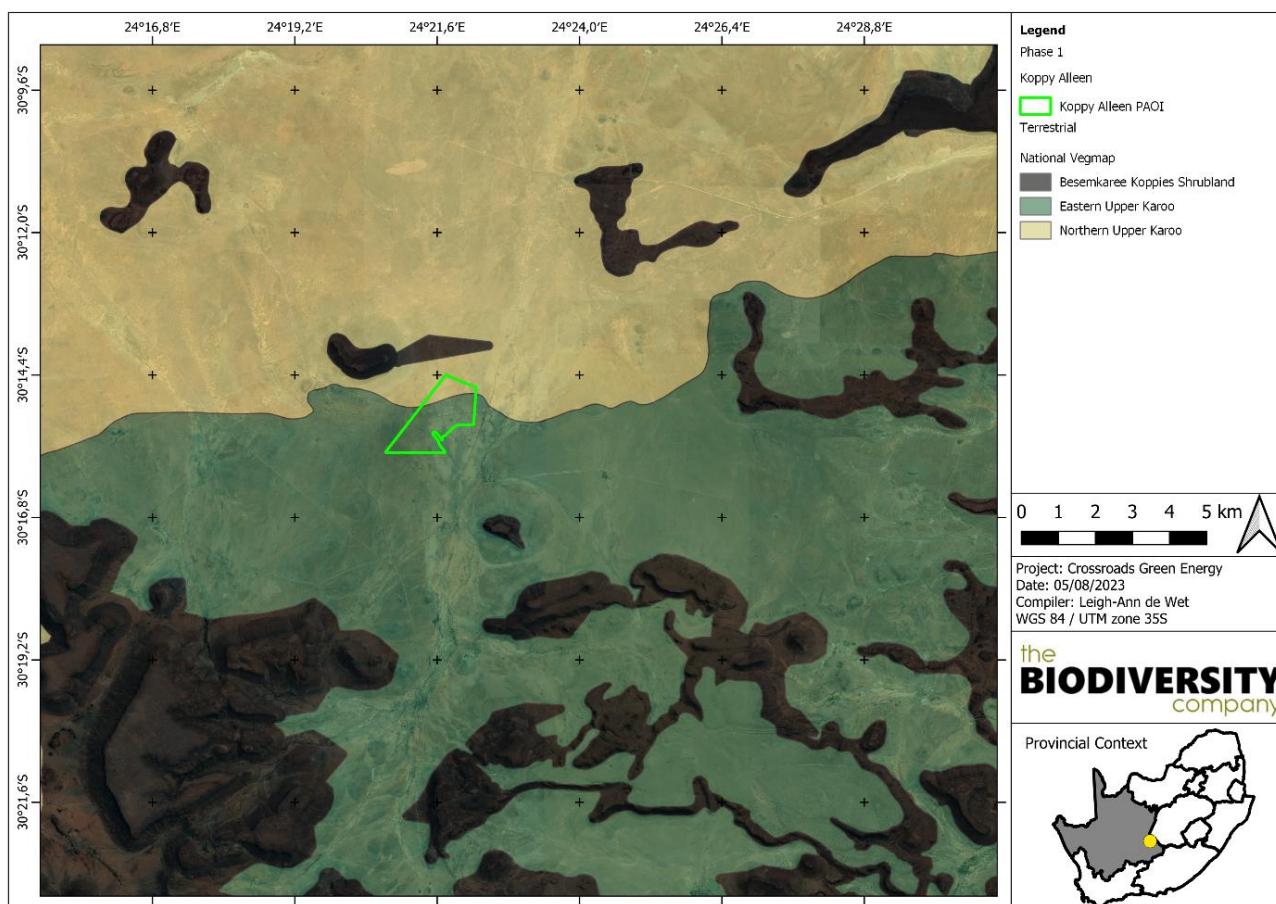 24°16,8'E 24°19,2'E 24°21,6'E 24°24,0'E 24°26,4'E 24°28,8'E
30°9,6'S
30°12,0'S
30°14,4'S
30°16,8'S
30°19,2'S
30°21,6'S
Legend
Phase 1
Koppy Alleen
Koppy Alleen PAOI
Terrestrial
National Vegmap
Besemkaree Koppies Shrubland
Eastern Upper Karoo
Northern Upper Karoo
0 1 2 3 4 5 km
Project: Crossroads Green Energy
Date: 05/08/2023
Compiler: Leigh-Ann de Wet
WGS 84 / UTM zone 35S
the
BIODIVERSITY
company
Provincial Context